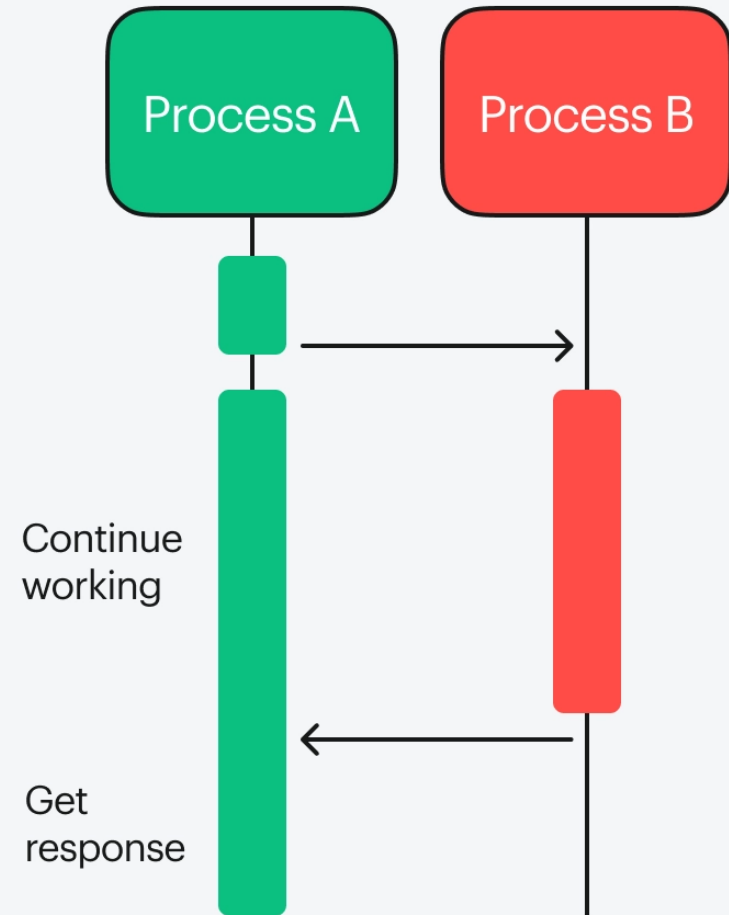 Process A
Process B
Continue
working
Get
response